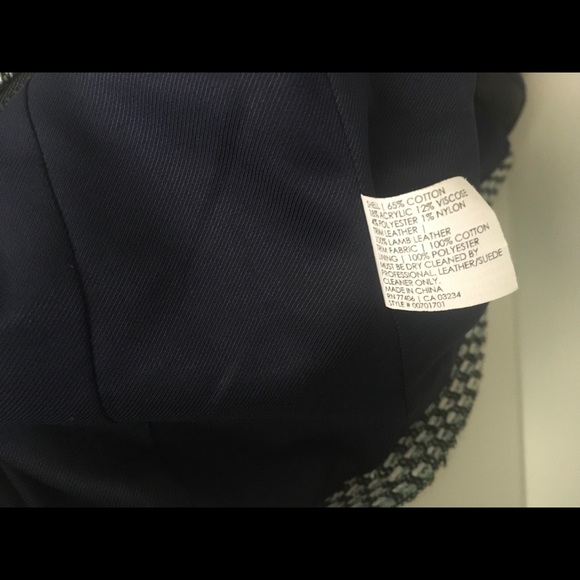 SHELL | 65% COTTON
18% ACRYLIC 12% VISCOSE
4% POLYESTER 1% NYLON
TRIM LEATHER |
100% LAMB LEATHER
TRIM FABRIC | 100% COTTON
LINING | 100% POLYESTER
MUST BE DRY CLEANED BY
PROFESSIONAL LEATHER/SUEDE
CLEANER ONLY.
MADE IN CHINA
RN 77406 | CA 03234
STYLE # 00701701